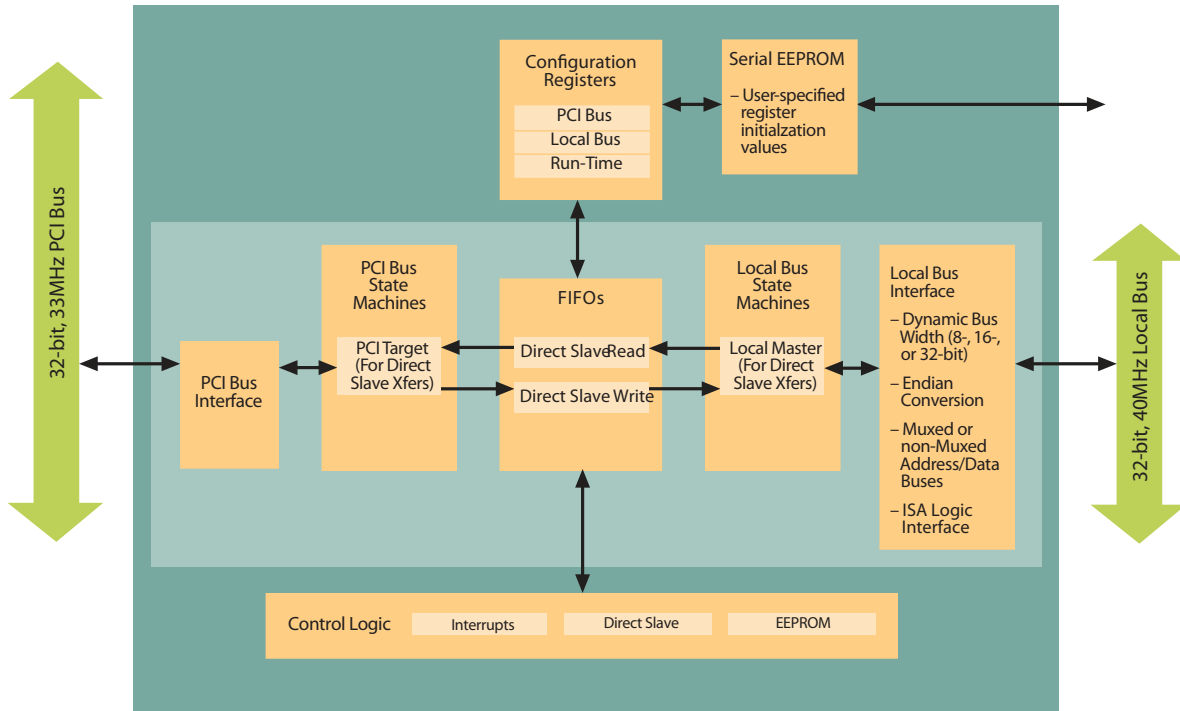 32-bit, 33MHz PCI Bus
Configuration
Registers
PCI Bus
Local Bus
Run-Time
Serial EEPROM
– User-specified
register
initialzation
values
PCI Bus
Interface
PCI Bus
State
Machines
PCI Target
(For Direct
Slave Xfers)
FIFOs
Direct Slave Read
Direct Slave Write
Local Bus
State
Machines
Local Master
(For Direct
Slave Xfers)
Local Bus
Interface
– Dynamic Bus
Width (8-, 16-,
or 32-bit)
– Endian
Conversion
– Muxed or
non-Muxed
Address/Data
Buses
– ISA Logic
Interface
32-bit, 40MHz Local Bus
Control Logic
Interrupts
Direct Slave
EEPROM